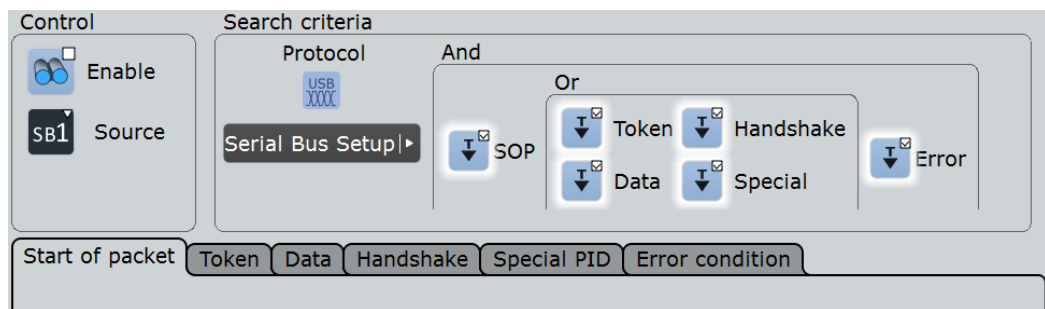 Control
Search criteria
Enable
SB1 Source
Protocol
USB
Serial Bus Setup
And
SOP
Or
T Token T Handshake
T Data T Special
T Error
Start of packet Token Data Handshake Special PID Error condition